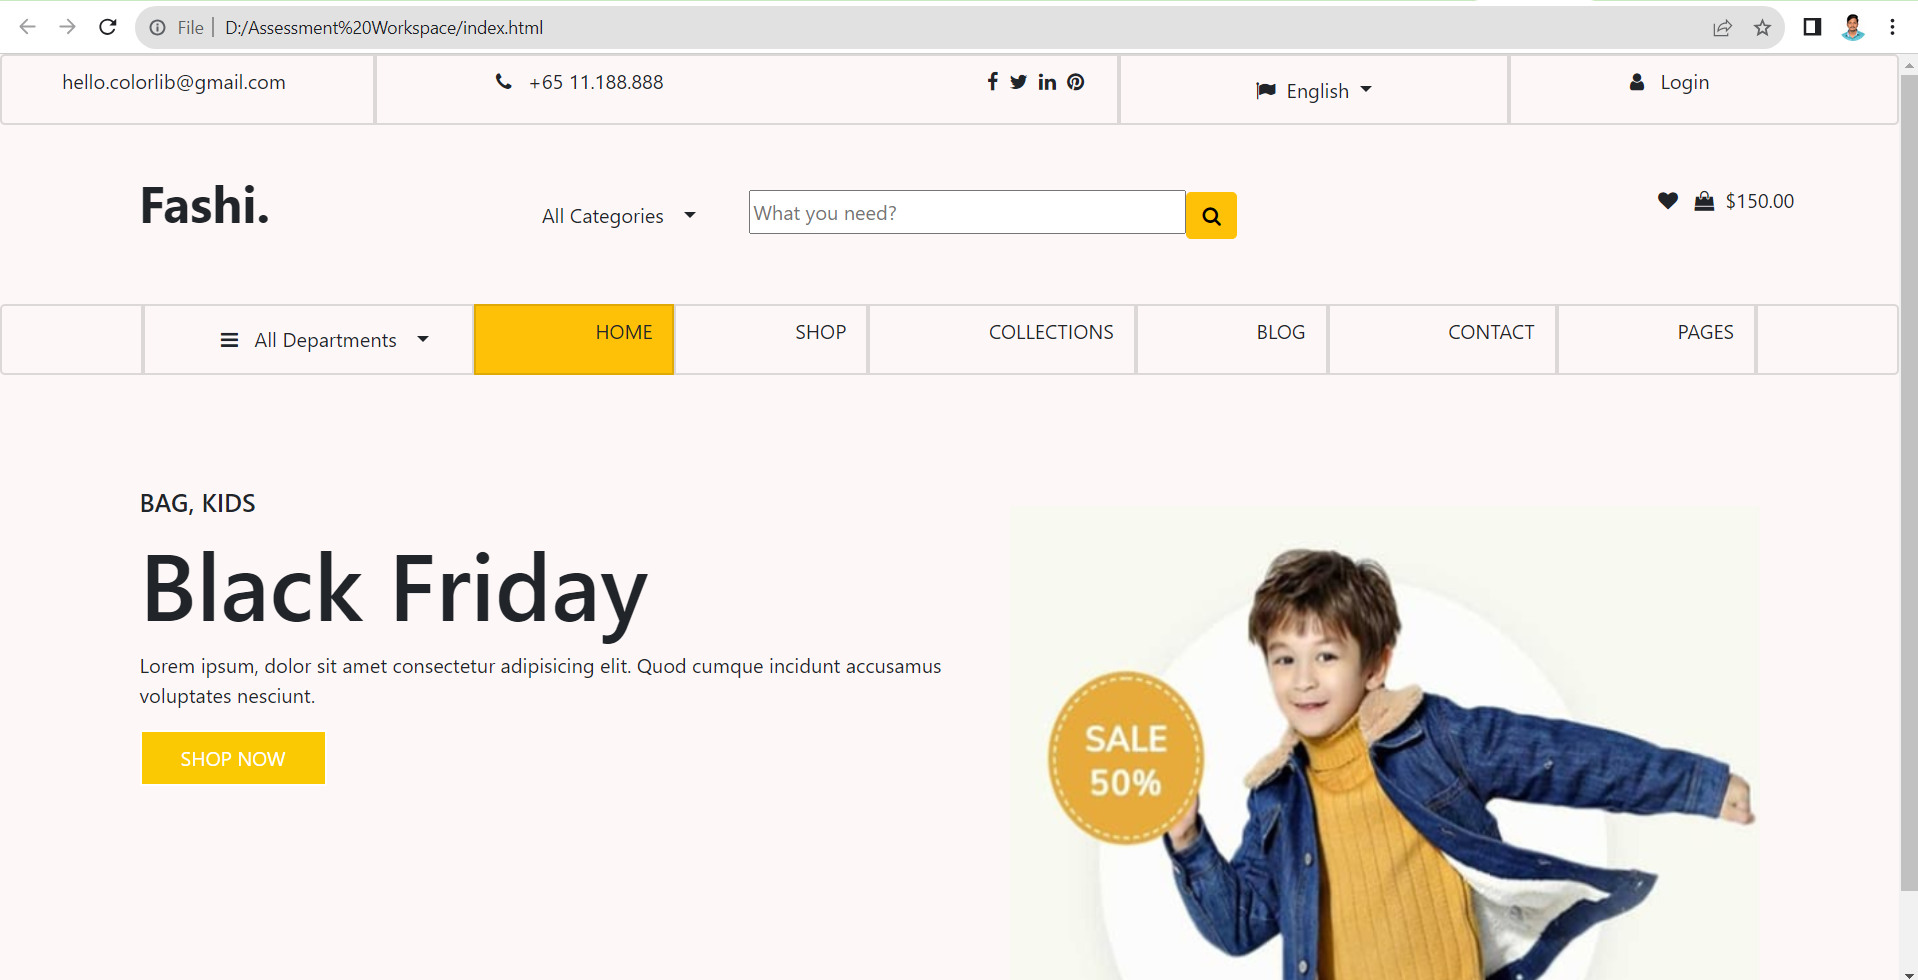 File | D:/Assessment%20Workspace/index.html
hello.colorlib@gmail.com
+65 11.188.888
English
Login
Fashi.
All Categories
What you need?
$150.00
All Departments
HOME
SHOP
COLLECTIONS
BLOG
CONTACT
PAGES
BAG, KIDS
Black Friday
Lorem ipsum, dolor sit amet consectetur adipisicing elit. Quod cumque incidunt accusamus
voluptates nesciunt.
SHOP NOW
SALE
50%